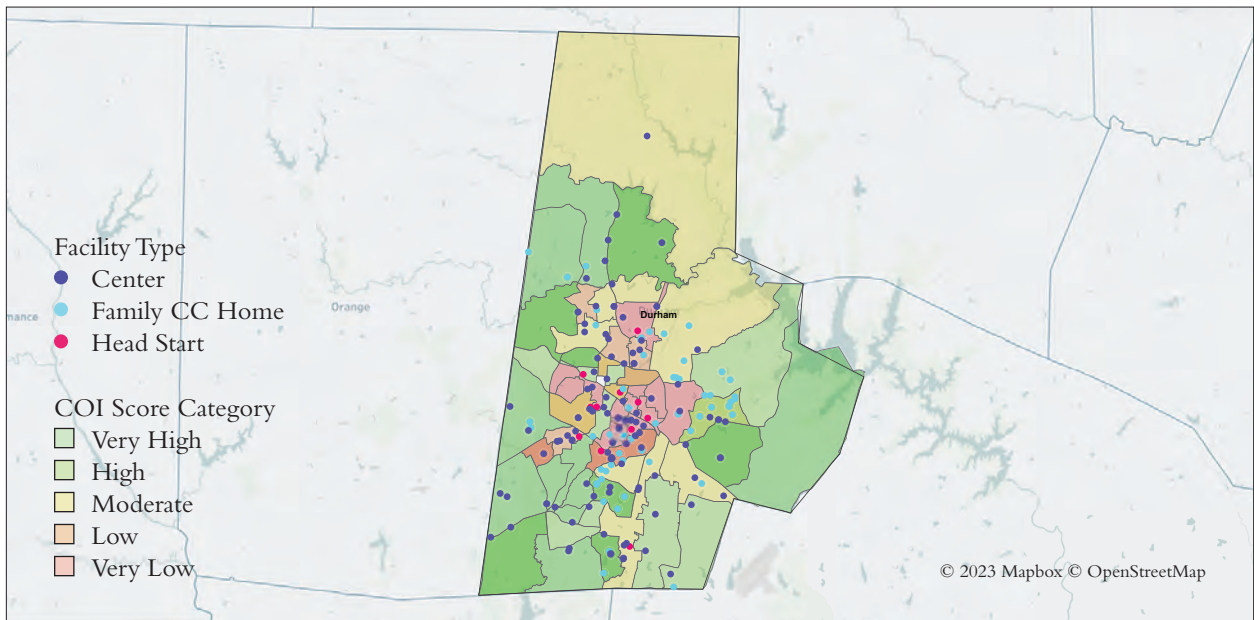 Durham
Orange
mance
Facility Type
Center
Family CC Home
Head Start
COI Score Category
Very High
High
Moderate
Low
Very Low
© 2023 Mapbox © OpenStreetMap